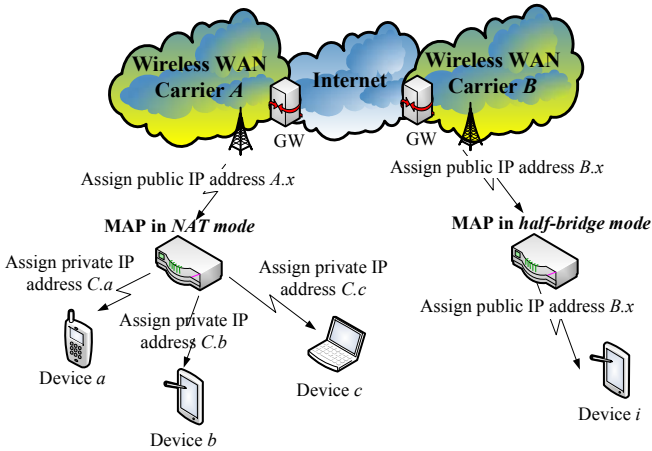 Wireless WAN
Carrier A
Internet
Wireless WAN
Carrier B
GW
GW
Assign public IP address A.x
Assign public IP address B.x
MAP in NAT mode
MAP in half-bridge mode
Assign private IP
address C.a
Assign private IP
address C.b
Assign private IP
address C.c
Assign public IP address B.x
Device a
Device b
Device c
Device i